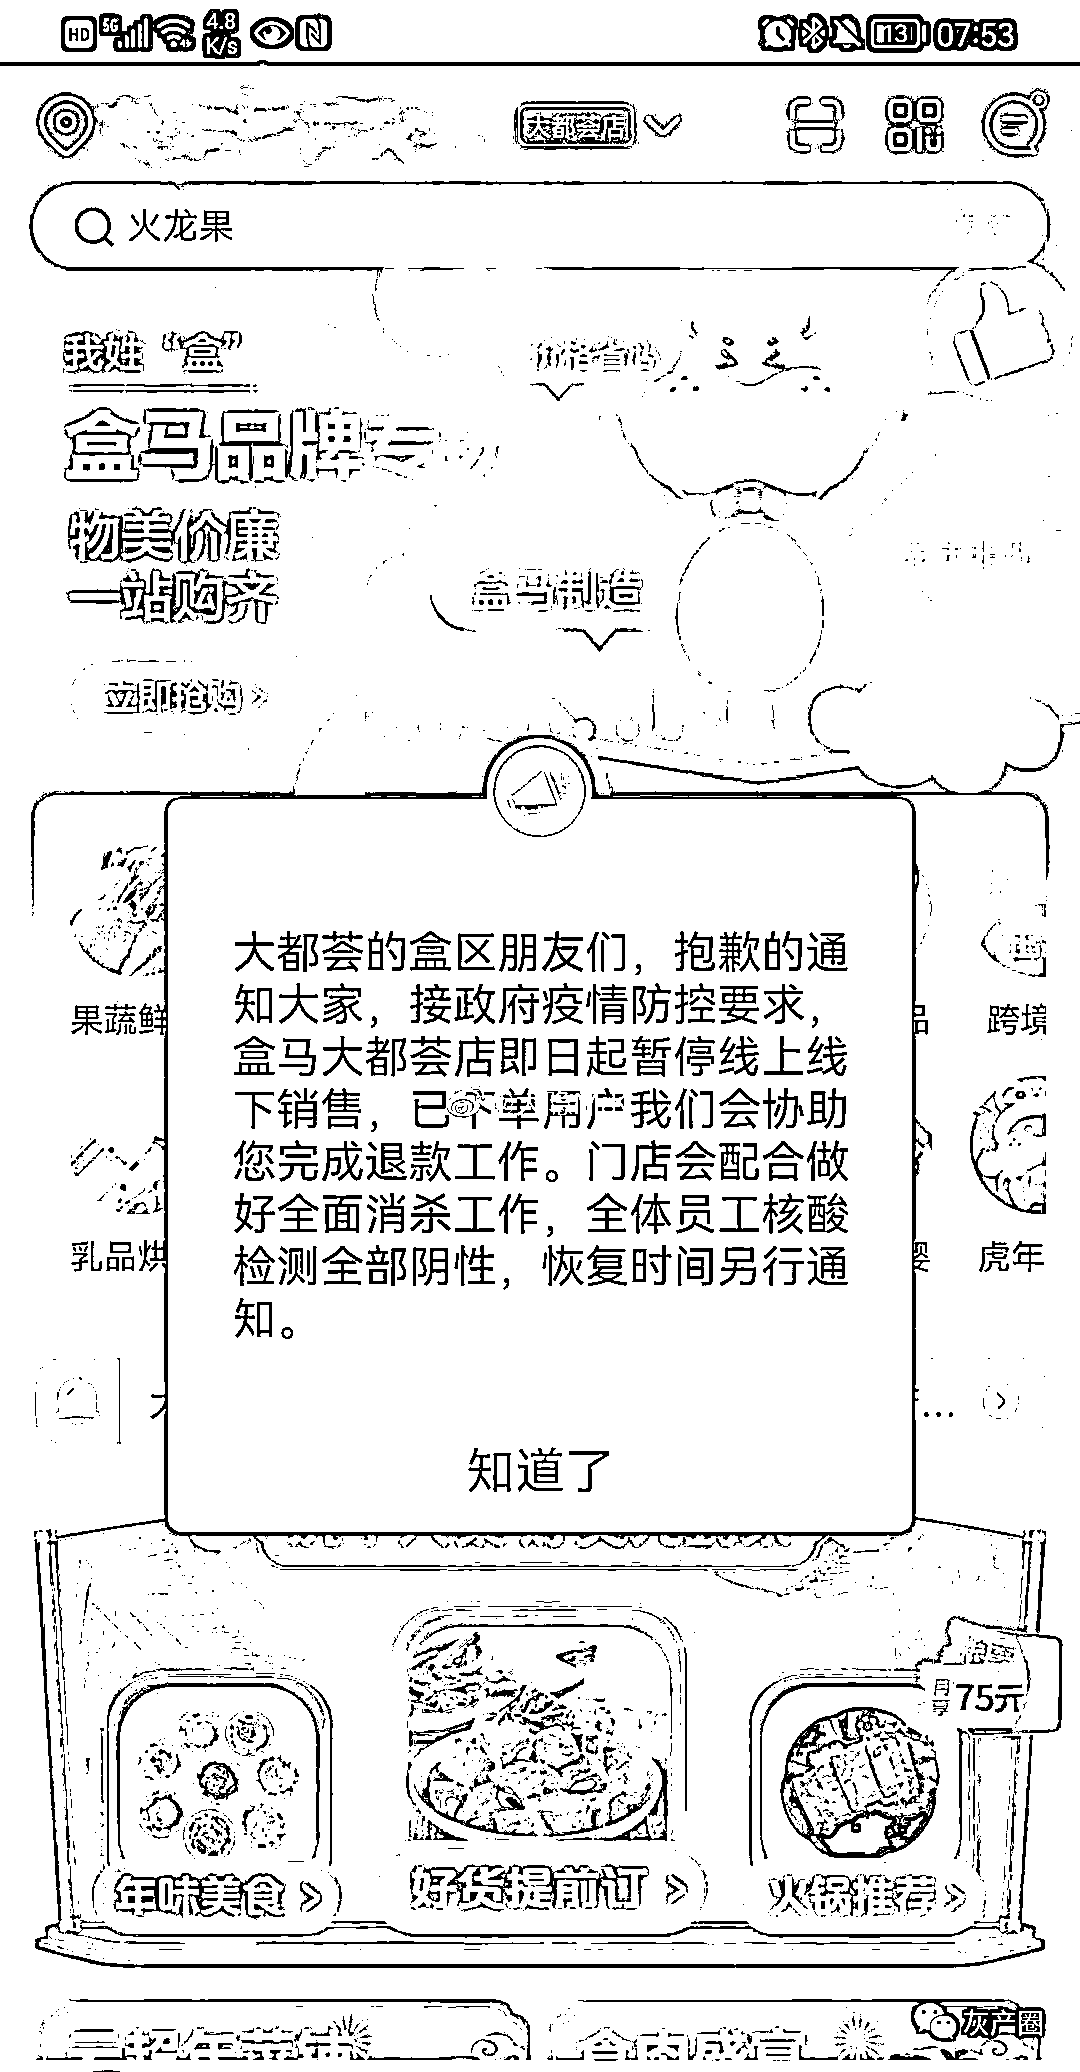 HD 5G 4.8 K/s 13 07:53
大都荟店
火龙果
我姓“盒”
盒马品牌
物美价廉
一站购齐
盒马制造
立即抢购
大都荟的盒区朋友们，抱歉的通
知大家，接政府疫情防控要求，
盒马大都荟店即日起暂停线上线
下销售，已下单用户我们会协助
您完成退款工作。门店会配合做
好全面消杀工作，全体员工核酸
检测全部阴性，恢复时间另行通
知。
知道了
果蔬鲜
品
跨境
乳品烘
婴
虎年
月享 75元
年味美食
好货提前订
火锅推荐
灰产圈